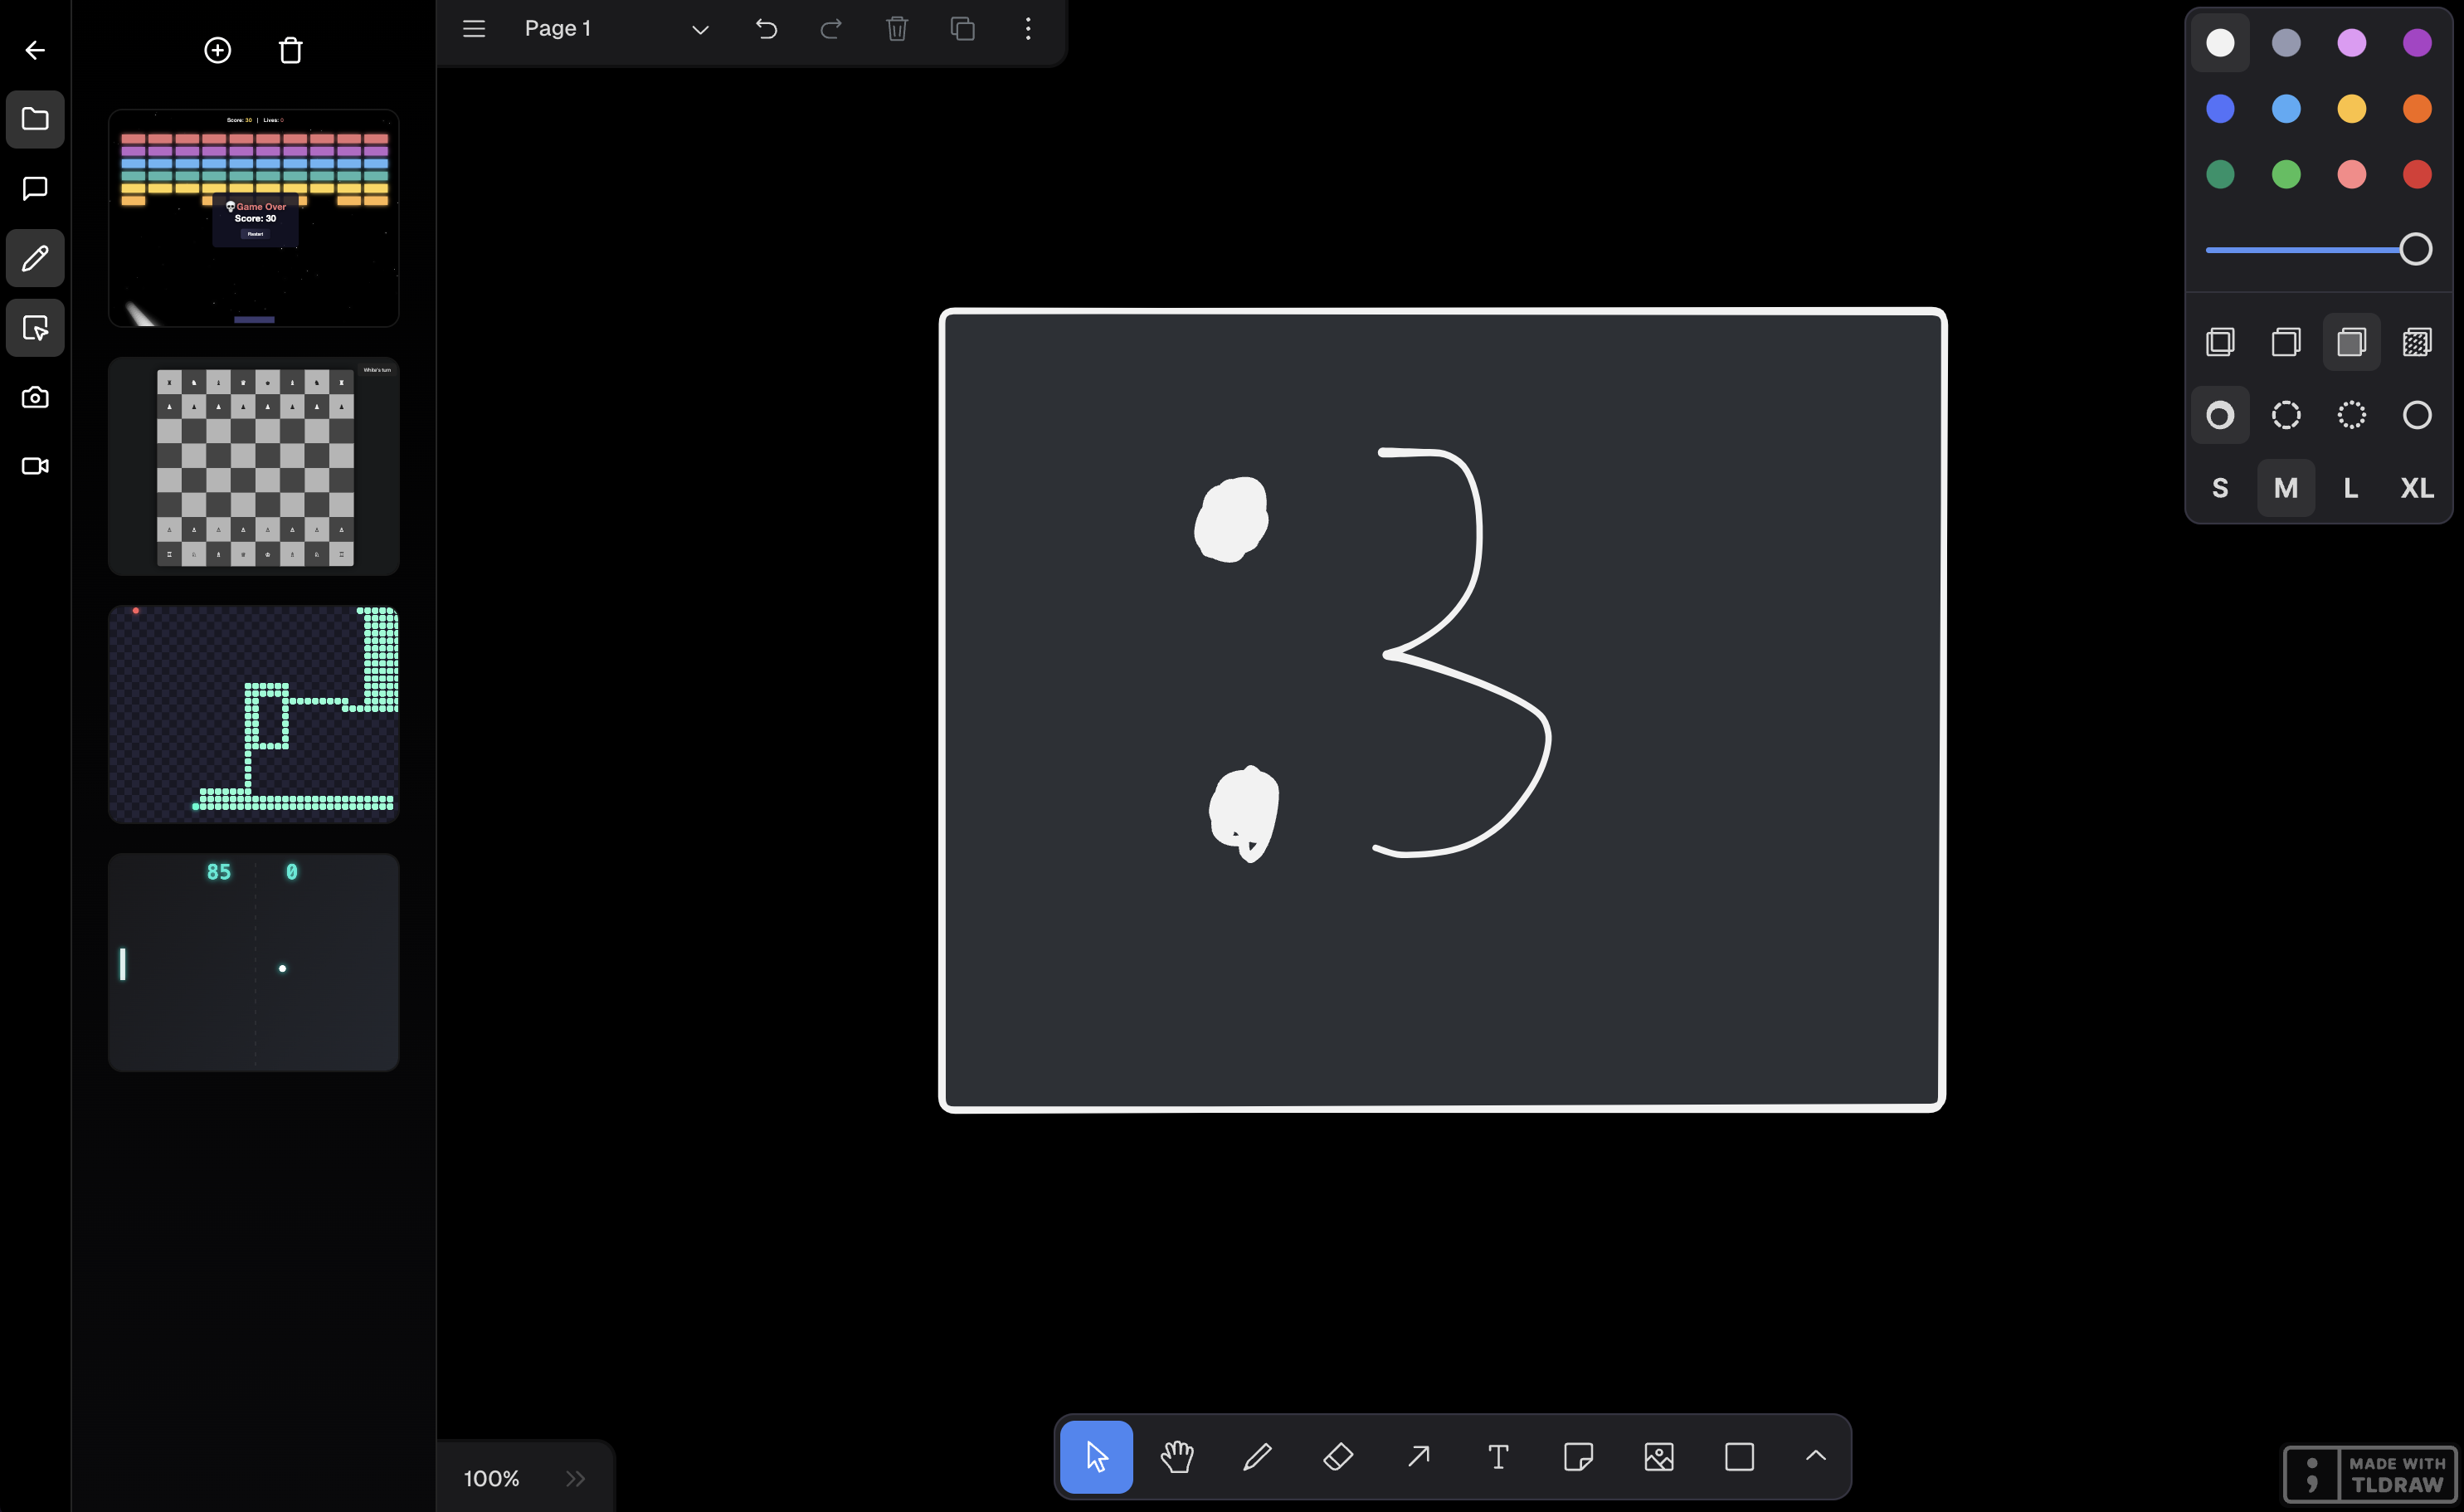 Page 1
Score: 30 | Lives: 0
Game Over
Score: 30
Restart
White's turn
85 0
:3
S M L XL
100%
MADE WITH
TLDRAW